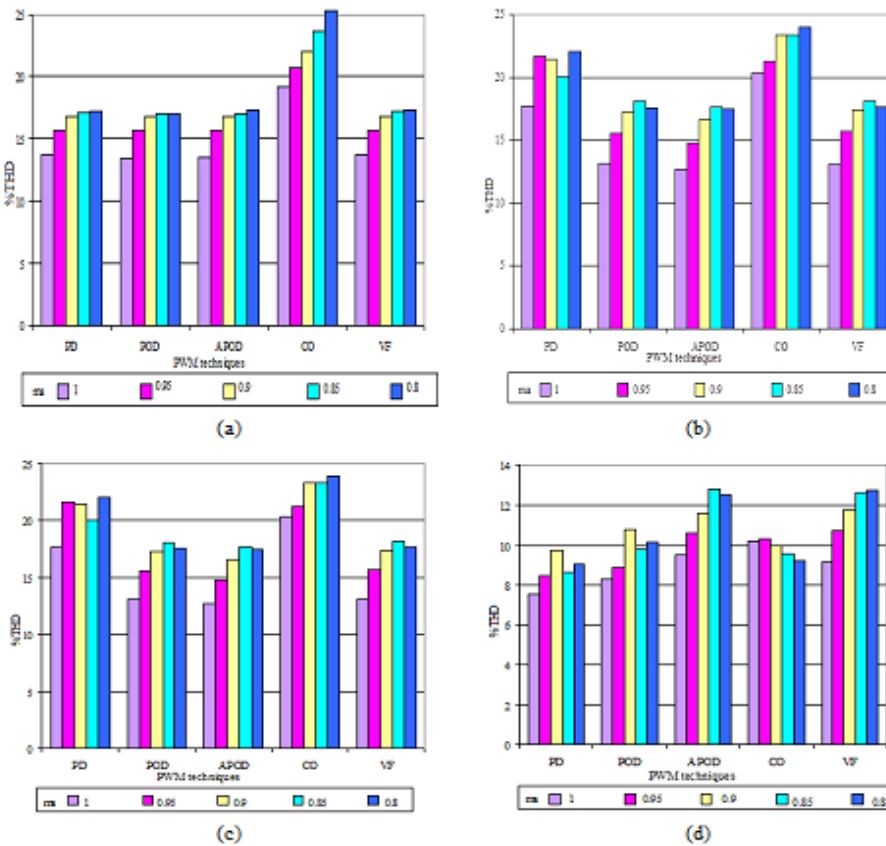 25
20
15
10
5
0
%THD
PD POD APOD CO VF
PWM techniques
ma 1 0.95 0.9 0.85 0.8
(a)
25
20
15
10
5
0
%THD
PD POD APOD CO VF
PWM techniques
ma 1 0.95 0.9 0.85 0.8
(b)
25
20
15
10
5
0
%THD
PD POD APOD CO VF
PWM techniques
ma 1 0.95 0.9 0.85 0.8
(c)
14
12
10
8
6
4
2
0
%THD
PD POD APOD CO VF
PWM techniques
ma 1 0.95 0.9 0.85 0.8
(d)